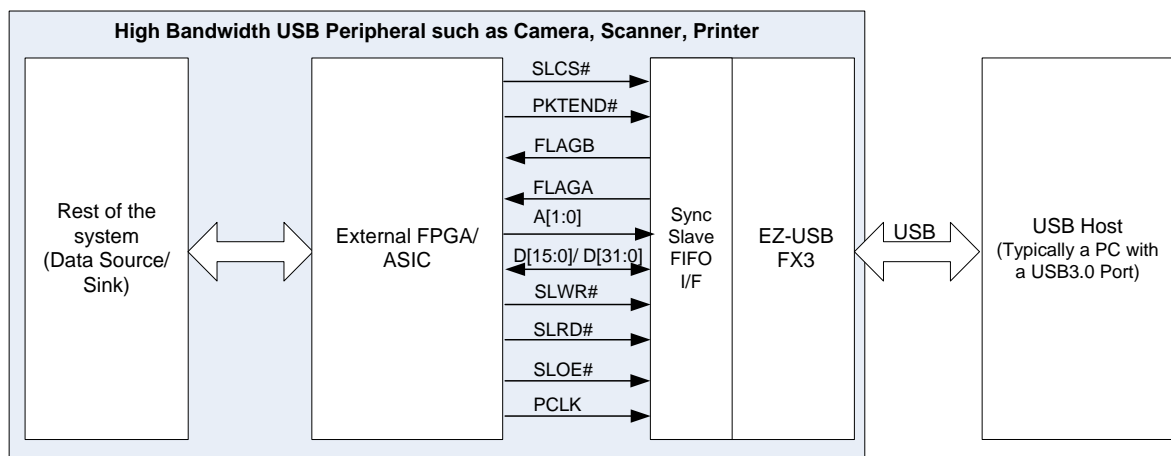 High Bandwidth USB Peripheral such as Camera, Scanner, Printer
Rest of the
system
(Data Source/
Sink)
External FPGA/
ASIC
SLCS#
PKTEND#
FLAGB
FLAGA
A[1:0]
D[15:0]/ D[31:0]
SLWR#
SLRD#
SLOE#
PCLK
Sync
Slave
FIFO
I/F
EZ-USB
FX3
USB
USB Host
(Typically a PC with
a USB3.0 Port)